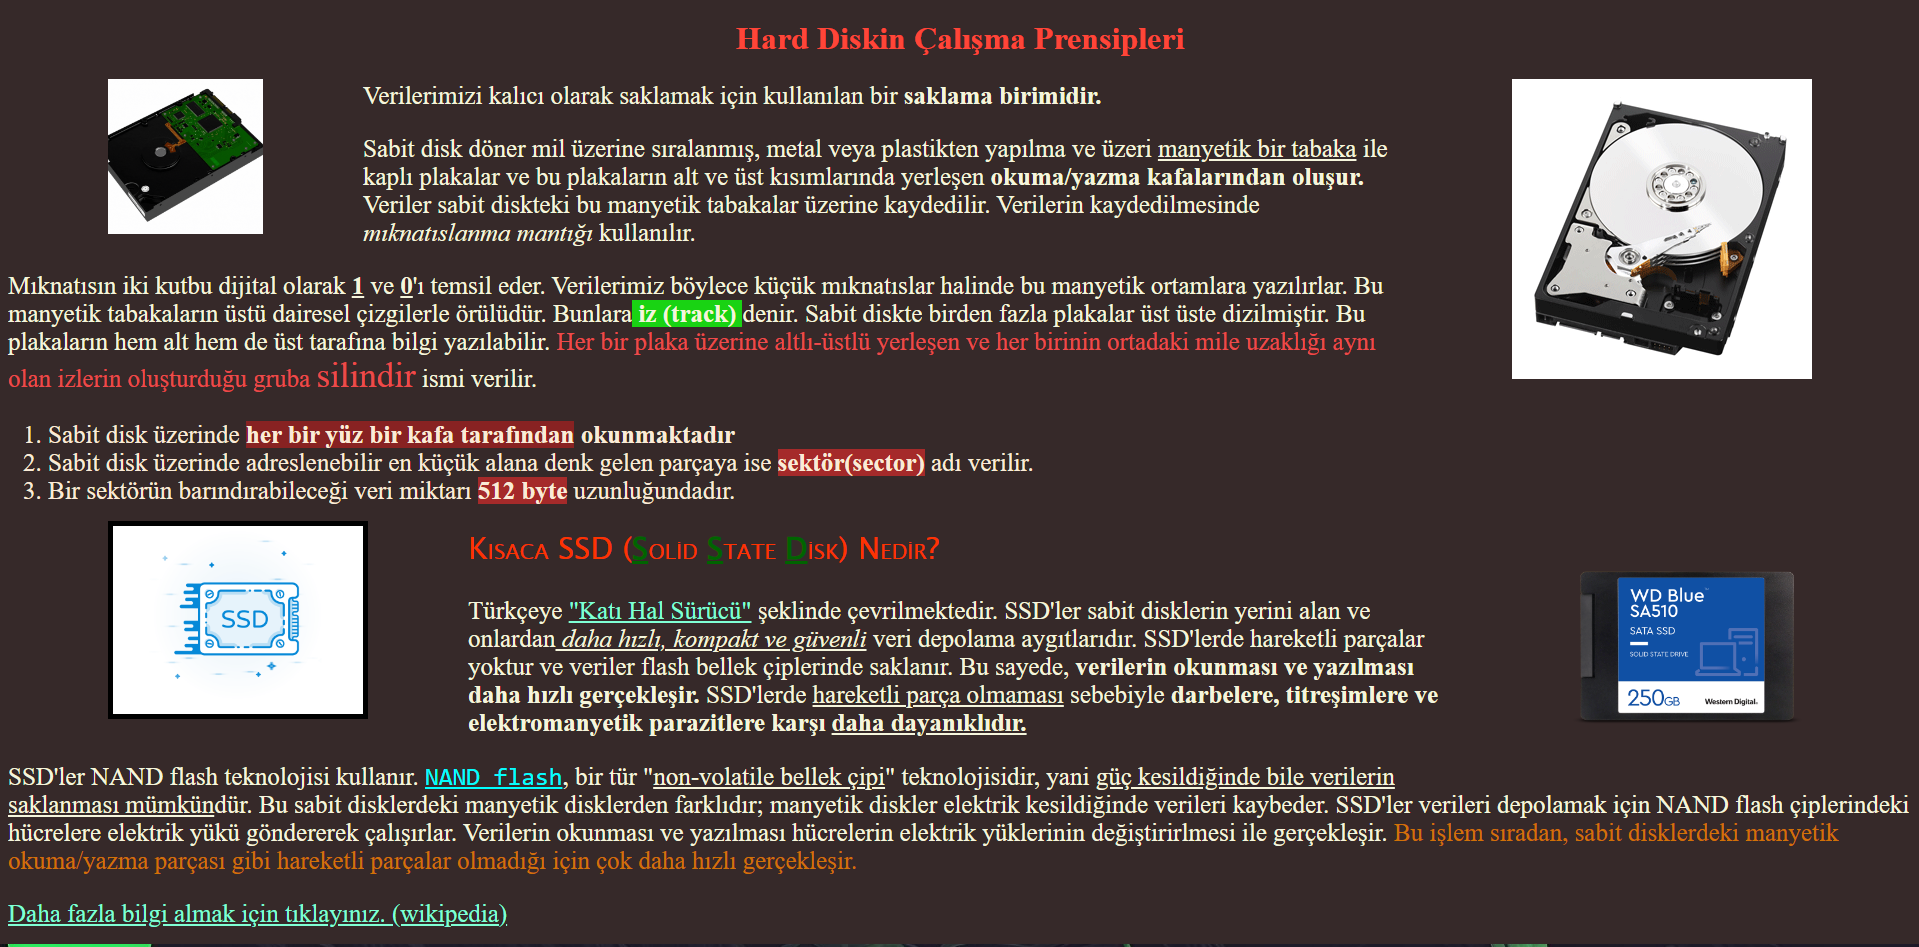 Hard Diskin Çalışma Prensipleri
Verilerimizi kalıcı olarak saklamak için kullanılan bir saklama birimidir.
Sabit disk döner mil üzerine sıralanmış, metal veya plastikten yapılma ve üzeri manyetik bir tabaka ile
kaplı plakalar ve bu plakaların alt ve üst kısımlarında yerleşen okuma/yazma kafalarından oluşur.
Veriler sabit diskteki bu manyetik tabakalar üzerine kaydedilir. Verilerin kaydedilmesinde
mıknatıslanma mantığı kullanılır.
Mıknatısın iki kutbu dijital olarak 1 ve 0'ı temsil eder. Verilerimiz böylece küçük mıknatıslar halinde bu manyetik ortamlara yazılırlar. Bu
manyetik tabakaların üstü dairesel çizgilerle örülüdür. Bunlara iz (track) denir. Sabit diskte birden fazla plakalar üst üste dizilmiştir. Bu
plakaların hem alt hem de üst tarafına bilgi yazılabilir. Her bir plaka üzerine altlı-üstlü yerleşen ve her birinin ortadaki mile uzaklığı aynı
olan izlerin oluşturduğu gruba silindir ismi verilir.
1. Sabit disk üzerinde her bir yüz bir kafa tarafından okunmaktadır
2. Sabit disk üzerinde adreslenebilir en küçük alana denk gelen parçaya ise sektör(sector) adı verilir.
3. Bir sektörün barındırabileceği veri miktarı 512 byte uzunluğundadır.
SSD
Kısaca SSD (Solid State Disk) Nedir?
Türkçeye "Katı Hal Sürücü" şeklinde çevrilmektedir. SSD'ler sabit disklerin yerini alan ve
onlardan daha hızlı, kompakt ve güvenli veri depolama aygıtlarıdır. SSD'lerde hareketli parçalar
yoktur ve veriler flash bellek çiplerinde saklanır. Bu sayede, verilerin okunması ve yazılması
daha hızlı gerçekleşir. SSD'lerde hareketli parça olmaması sebebiyle darbelere, titreşimlere ve
elektromanyetik parazitlere karşı daha dayanıklıdır.
WD Blue™
SA510
SATA SSD
SOLID STATE DRIVE
250GB
Western Digital.
SSD'ler NAND flash teknolojisi kullanır. NAND flash, bir tür "non-volatile bellek çipi" teknolojisidir, yani güç kesildiğinde bile verilerin
saklanması mümkündür. Bu sabit disklerdeki manyetik disklerden farklıdır; manyetik diskler elektrik kesildiğinde verileri kaybeder. SSD'ler verileri depolamak için NAND flash çiplerindeki
hücrelere elektrik yükü göndererek çalışırlar. Verilerin okunması ve yazılması hücrelerin elektrik yüklerinin değiştirirlmesi ile gerçekleşir. Bu işlem sıradan, sabit disklerdeki manyetik
okuma/yazma parçası gibi hareketli parçalar olmadığı için çok daha hızlı gerçekleşir.
Daha fazla bilgi almak için tıklayınız. (wikipedia)